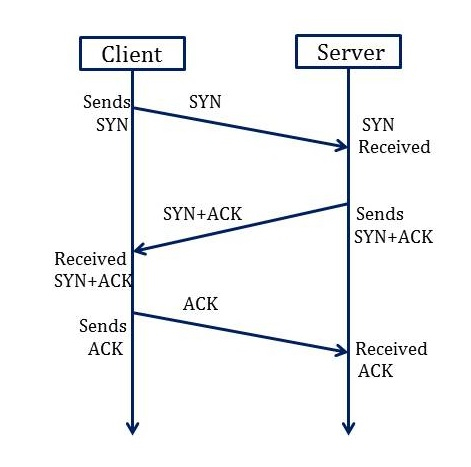 Client
Server
Sends
SYN
SYN
SYN
Received
SYN+ACK
Sends
SYN+ACK
Received
SYN+ACK
ACK
Sends
ACK
Received
ACK